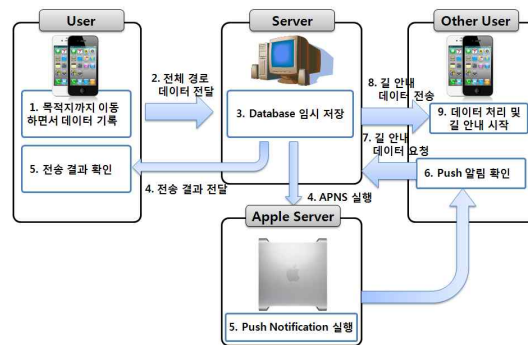 User
Server
Other User
1. 목적지까지 이동
하면서 데이터 기록
2. 전체 경로
데이터 전달
3. Database 임시 저장
8. 길 안내
데이터 전송
9. 데이터 처리 및
길 안내 시작
7. 길 안내
데이터 요청
5. 전송 결과 확인
4. 전송 결과 전달
6. Push 알림 확인
4. APNS 실행
Apple Server
5. Push Notification 실행